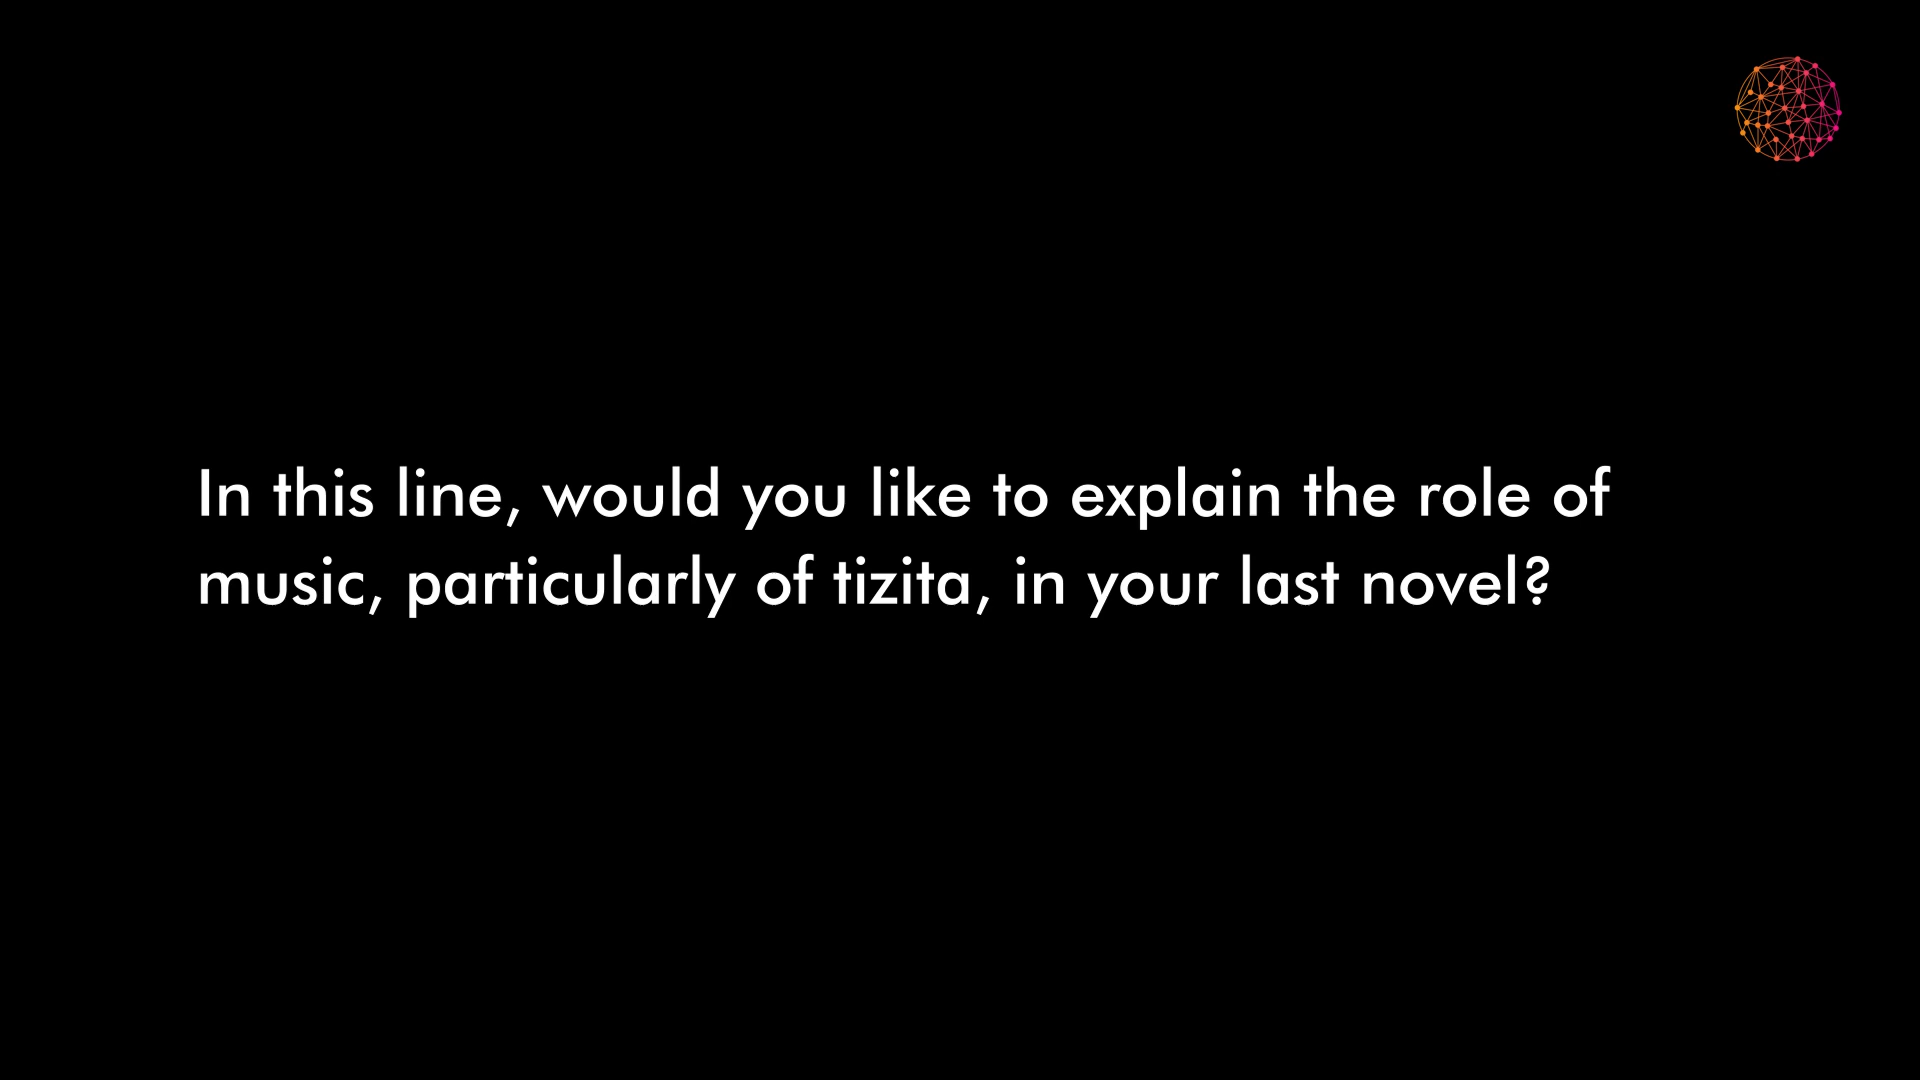 In this line, would you like to explain the role of
music, particularly of tizita, in your last novel?